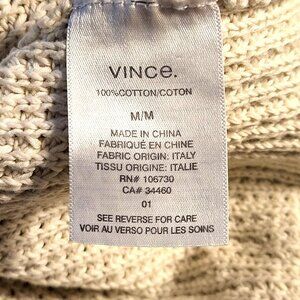 VINCE.
100%COTTON/COTON
M/M
MADE IN CHINA
FABRIQUÉ EN CHINE
FABRIC ORIGIN: ITALY
TISSU ORIGINE: ITALIE
RN# 106730
CA# 34460
01
SEE REVERSE FOR CARE
VOIR AU VERSO POUR LES SOINS